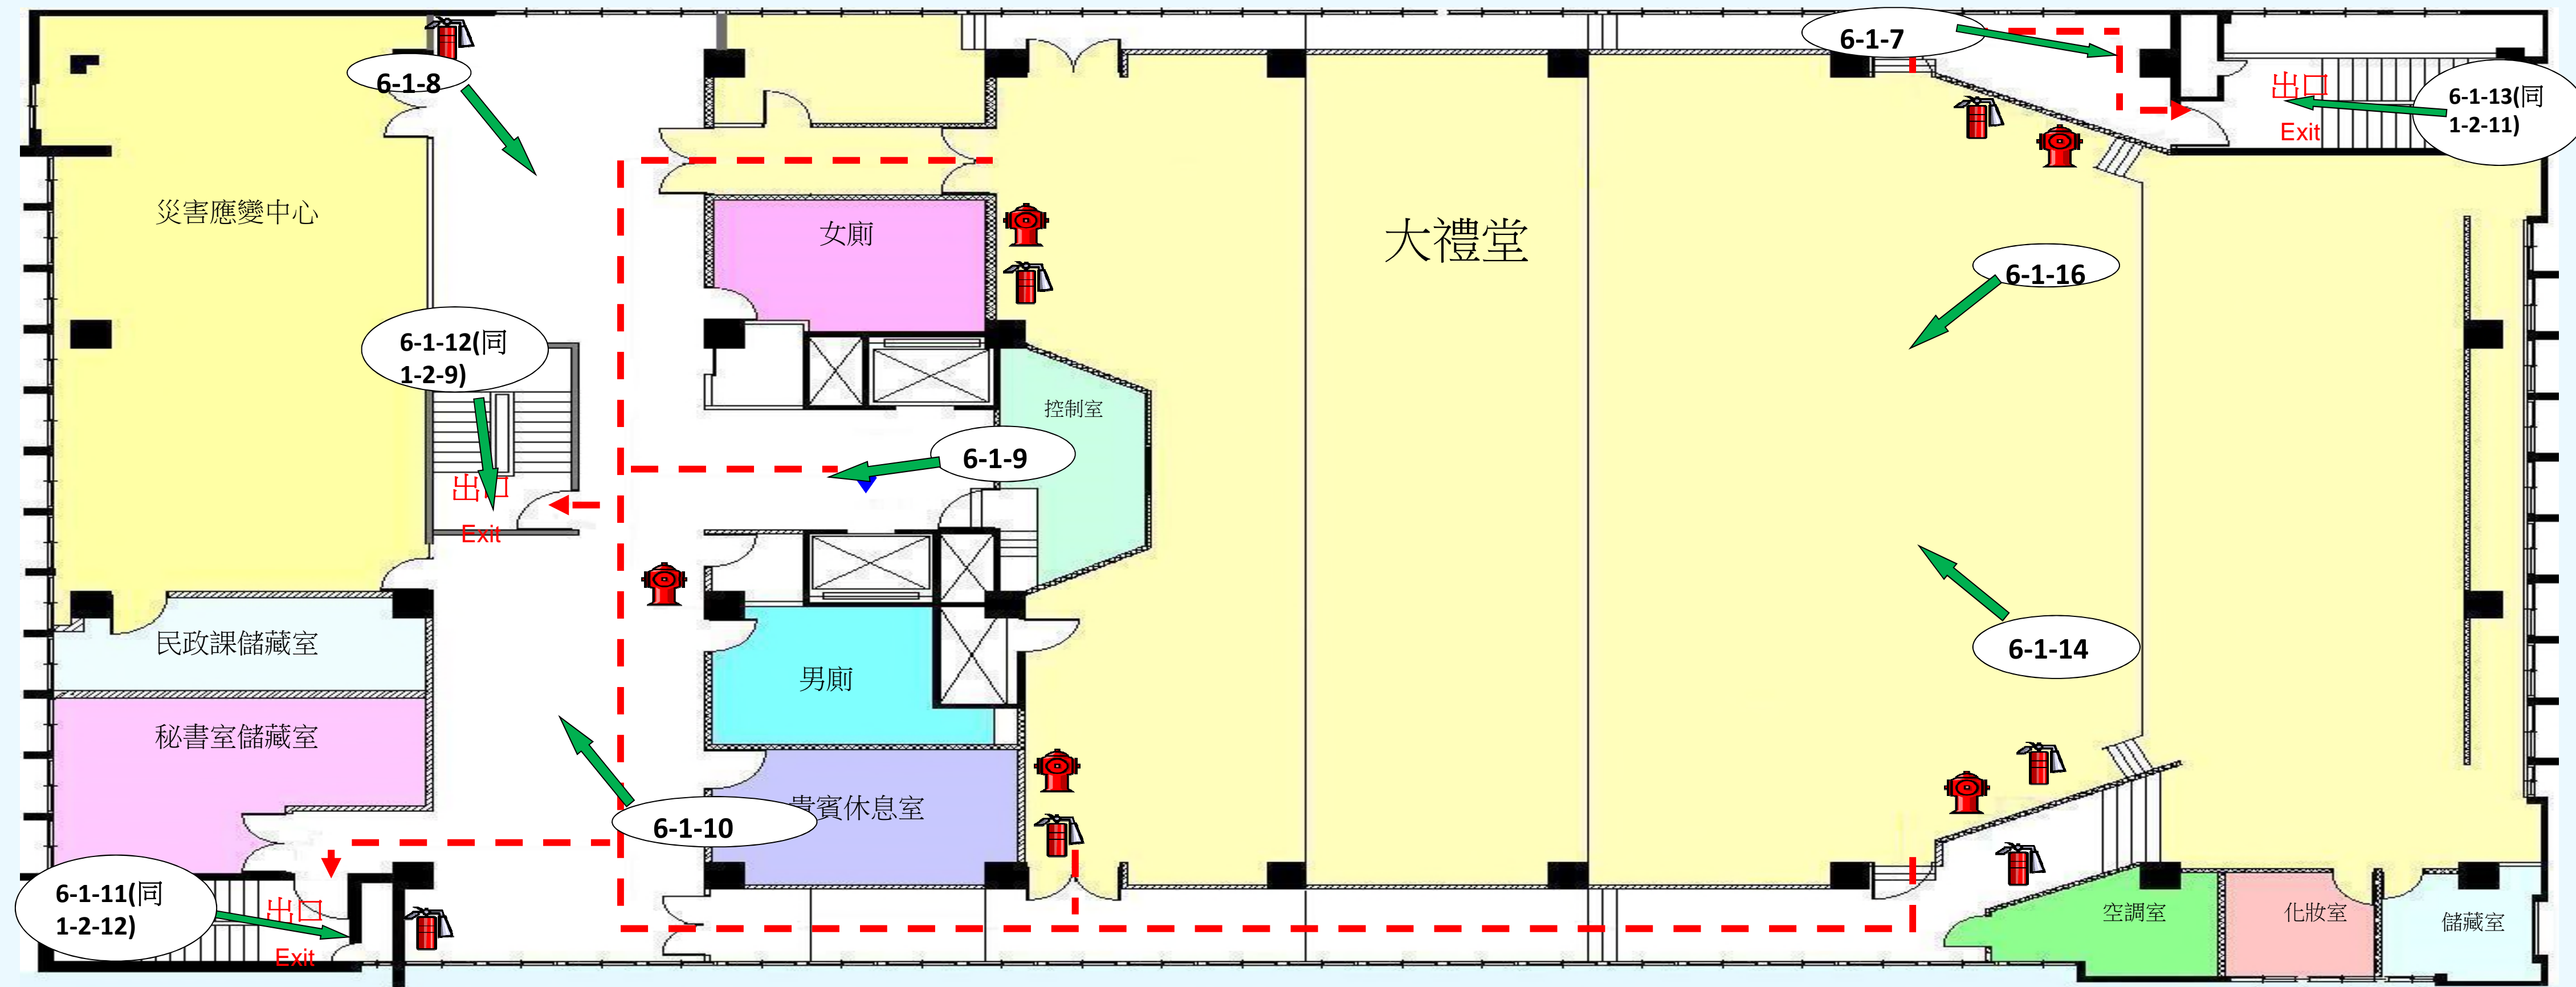 6-1-7
6-1-8
出口
Exit
6-1-13(同
1-2-11)
災害應變中心
女廁
大禮堂
6-1-16
6-1-12(同
1-2-9)
控制室
6-1-9
出口
Exit
民政課儲藏室
男廁
6-1-14
秘書室儲藏室
貴賓休息室
6-1-10
6-1-11(同
1-2-12)
出口
Exit
空調室
化妝室
儲藏室